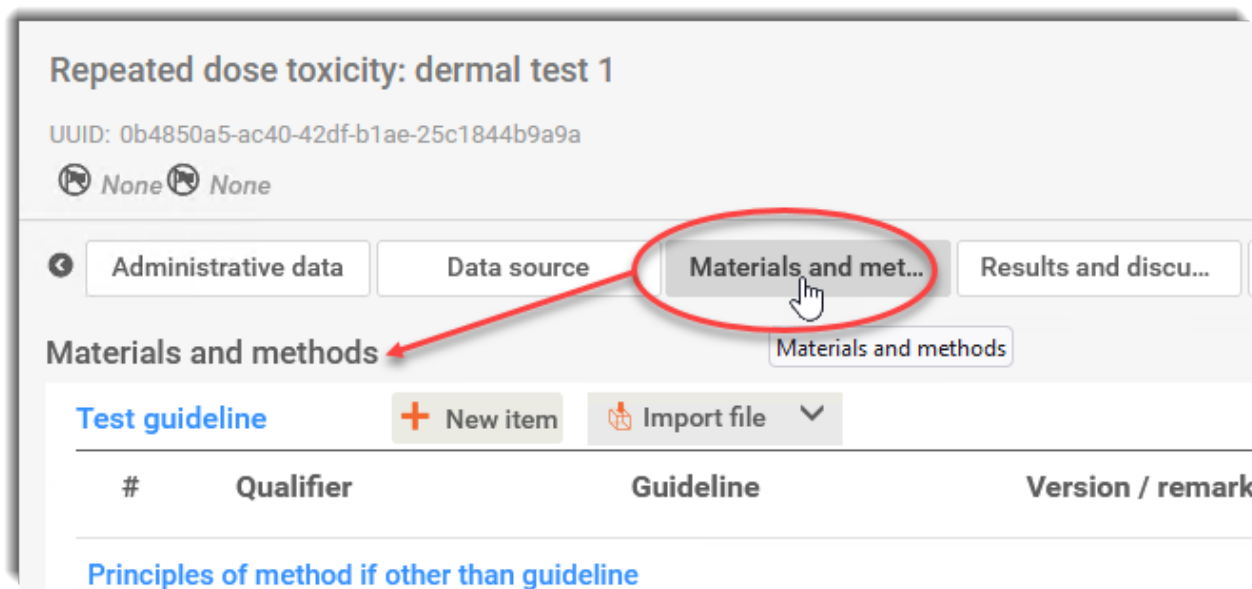 Repeated dose toxicity: dermal test 1
UUID: 0b4850a5-ac40-42df-b1ae-25c1844b9a9a
None None
Administrative data Data source Materials and met... Results and discu...
Materials and methods
Materials and methods
Test guideline New item Import file
# Qualifier Guideline Version / remark
Principles of method if other than guideline